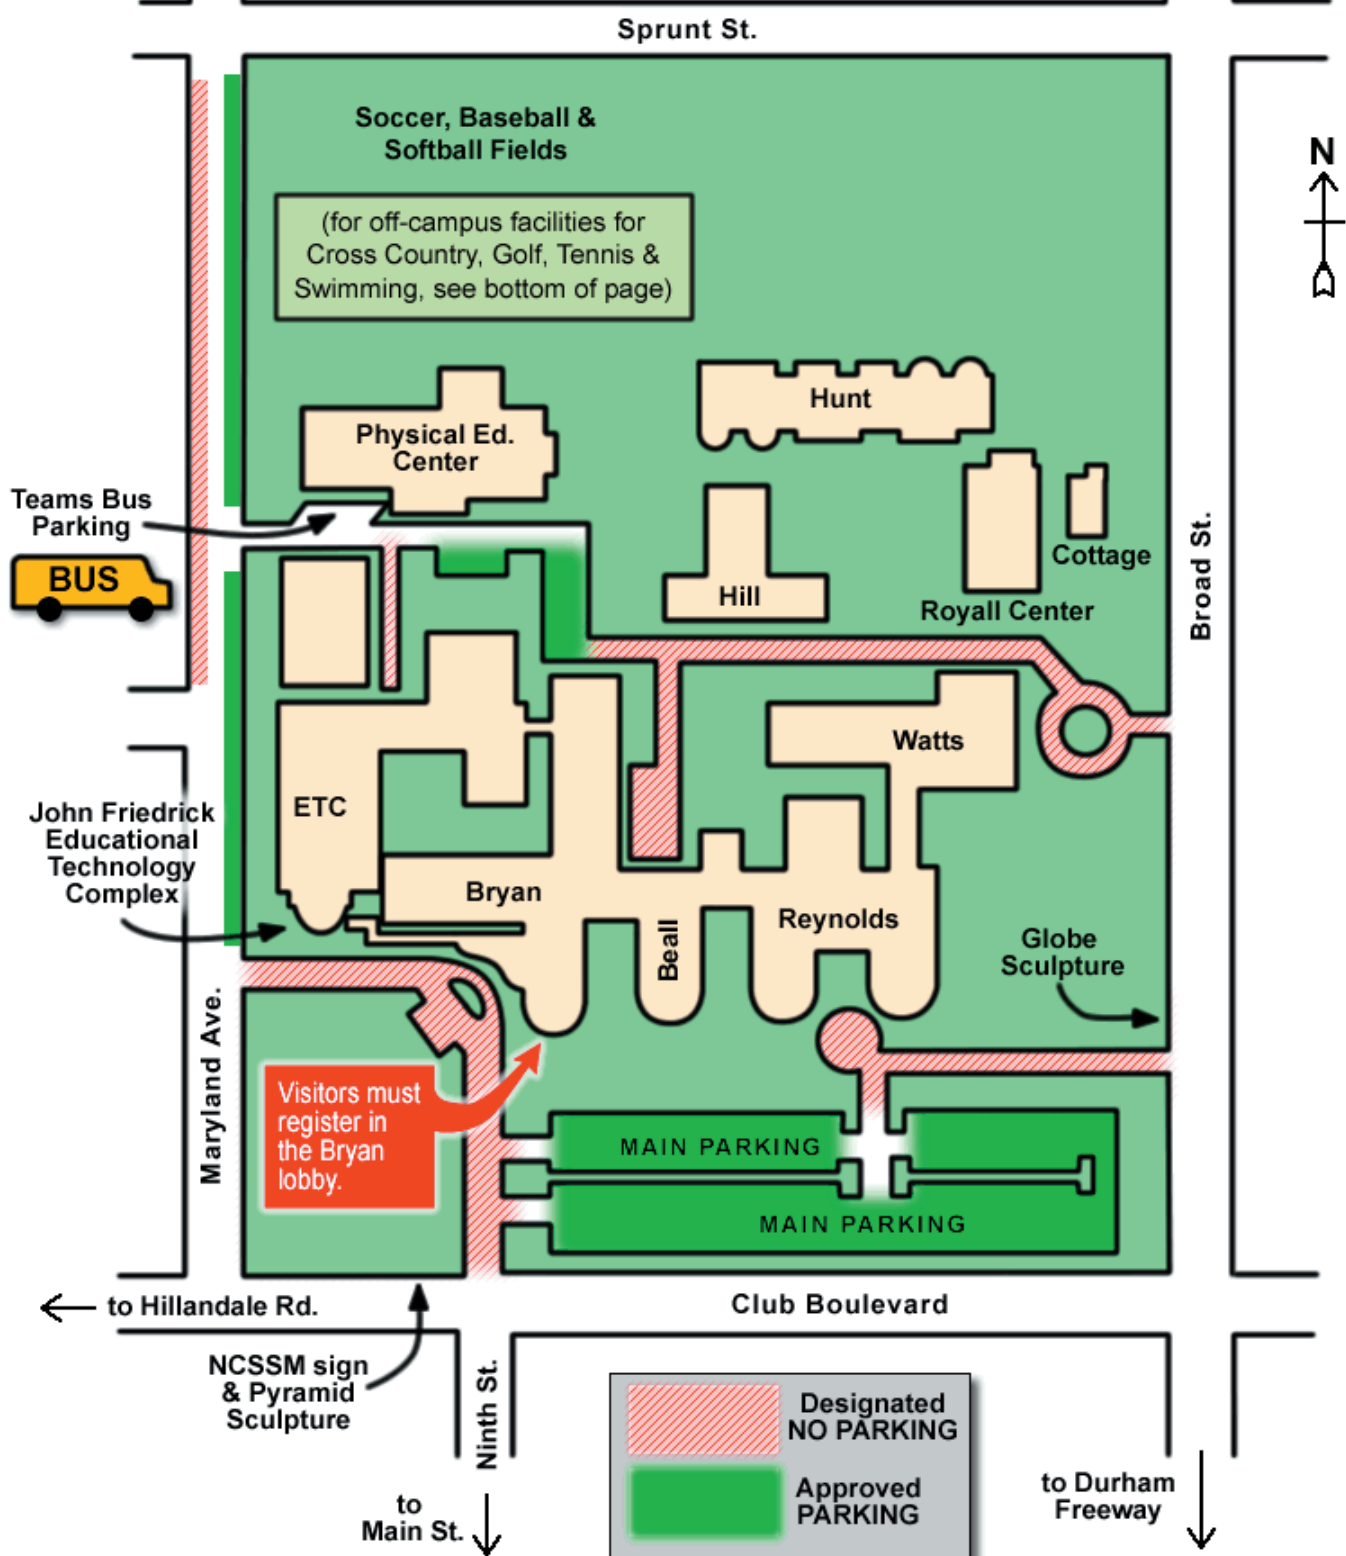 Sprunt St.
Soccer, Baseball &
Softball Fields
N
(for off-campus facilities for
Cross Country, Golf, Tennis &
Swimming, see bottom of page)
Hunt
Physical Ed.
Center
Teams Bus
Parking
BUS
Cottage
Hill
Royall Center
Broad St.
Watts
ETC
John Friedrick
Educational
Technology
Complex
Bryan
Beall
Reynolds
Globe
Sculpture
Maryland Ave.
Visitors must
register in
the Bryan
lobby.
MAIN PARKING
MAIN PARKING
to Hillandale Rd.
Club Boulevard
NCSSM sign
& Pyramid
Sculpture
Ninth St.
Designated
NO PARKING
Approved
PARKING
to
Main St.
to Durham
Freeway